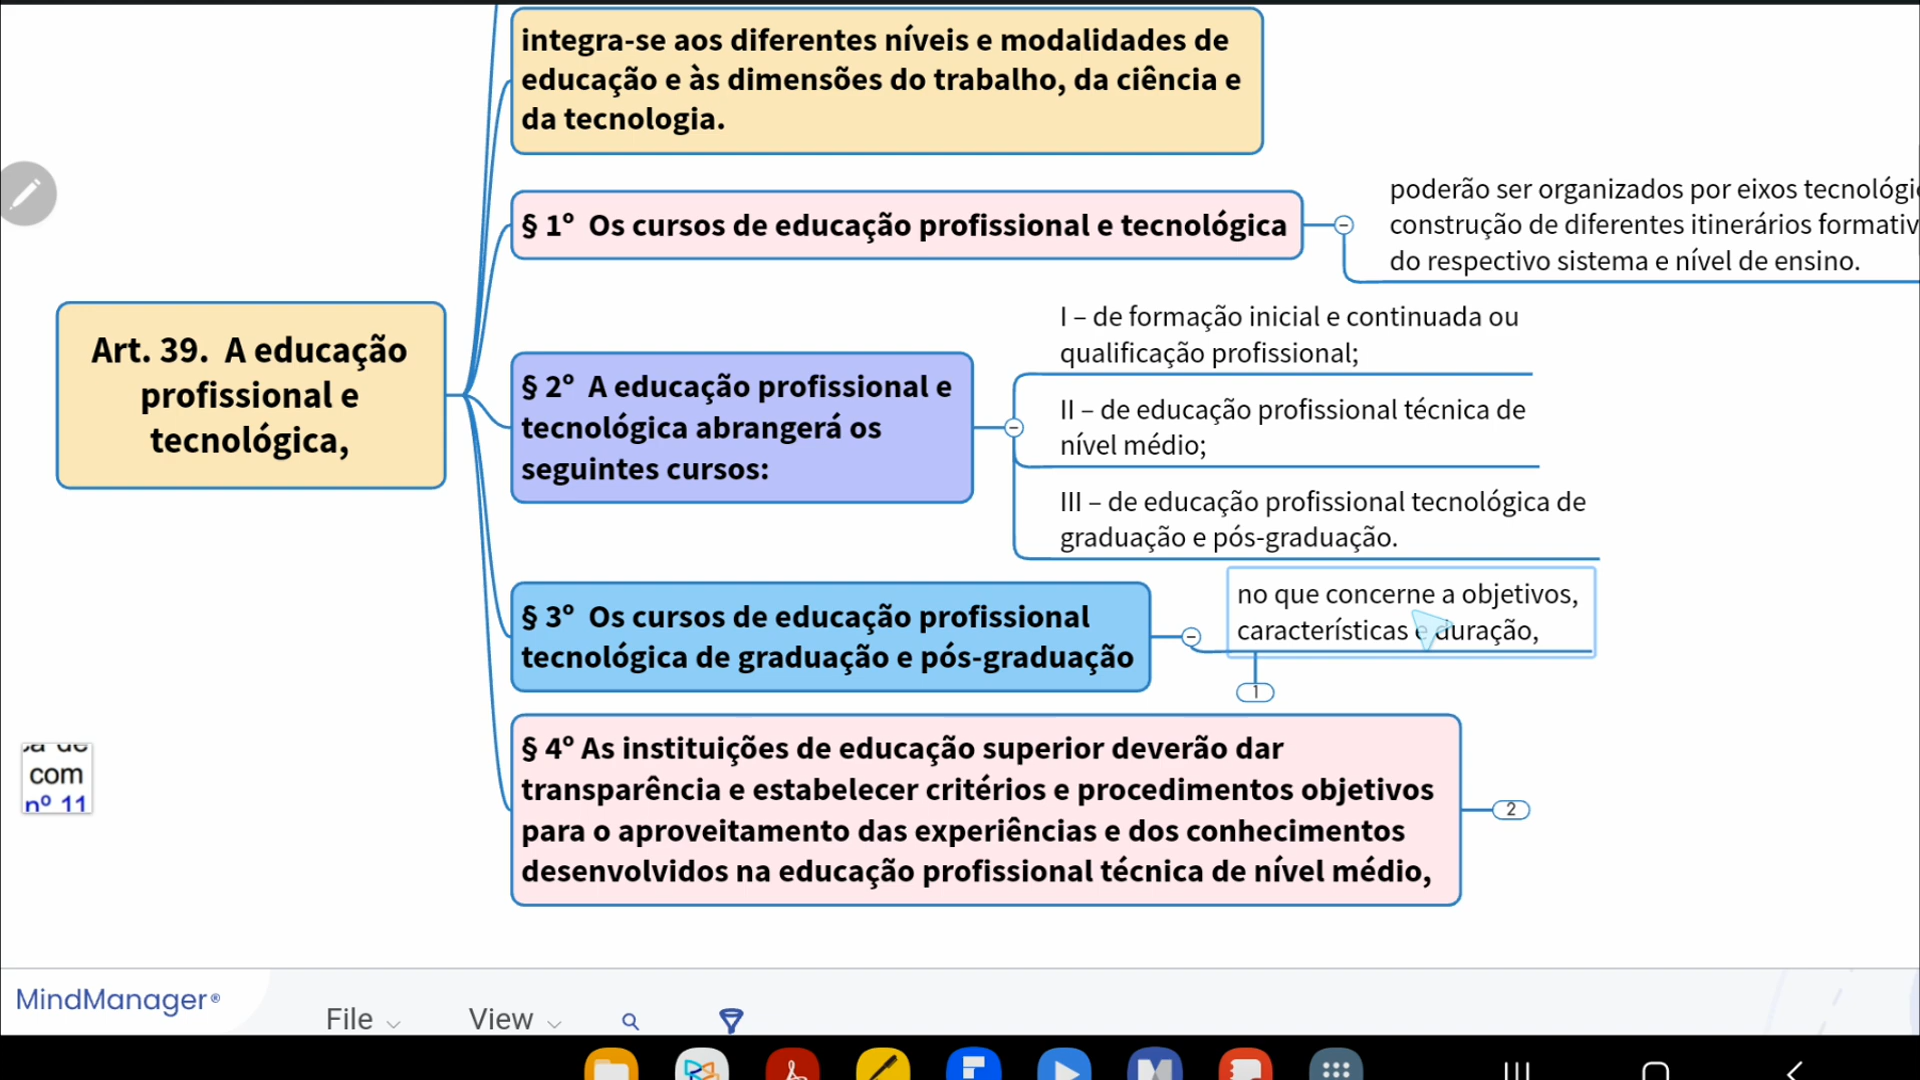 integra-se aos diferentes níveis e modalidades de
educação e às dimensões do trabalho, da ciência e
da tecnologia.
§ 1º  Os cursos de educação profissional e tecnológica
poderão ser organizados por eixos
construção de diferentes itinerários
do respectivo sistema e nível de ensino.
Art. 39.  A educação
profissional e
tecnológica,
§ 2º  A educação profissional e
tecnológica abrangerá os
seguintes cursos:
I – de formação inicial e continuada ou
qualificação profissional;
II – de educação profissional técnica de
nível médio;
III – de educação profissional tecnológica de
graduação e pós-graduação.
§ 3º  Os cursos de educação profissional
tecnológica de graduação e pós-graduação
no que concerne a objetivos,
características e duração,
1
§ 4º As instituições de educação superior deverão dar
transparência e estabelecer critérios e procedimentos objetivos
para o aproveitamento das experiências e dos conhecimentos
desenvolvidos na educação profissional técnica de nível médio,
2
com
nº 11
MindManager®
File
View